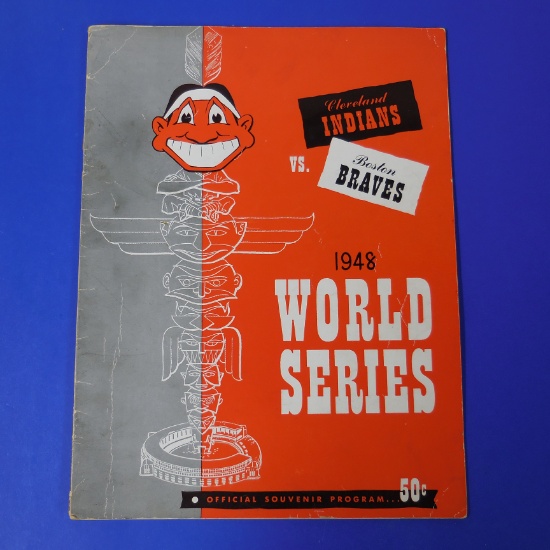 Cleveland
INDIANS
VS.
Boston
BRAVES
1948
WORLD
SERIES
OFFICIAL SOUVENIR PROGRAM... 50¢